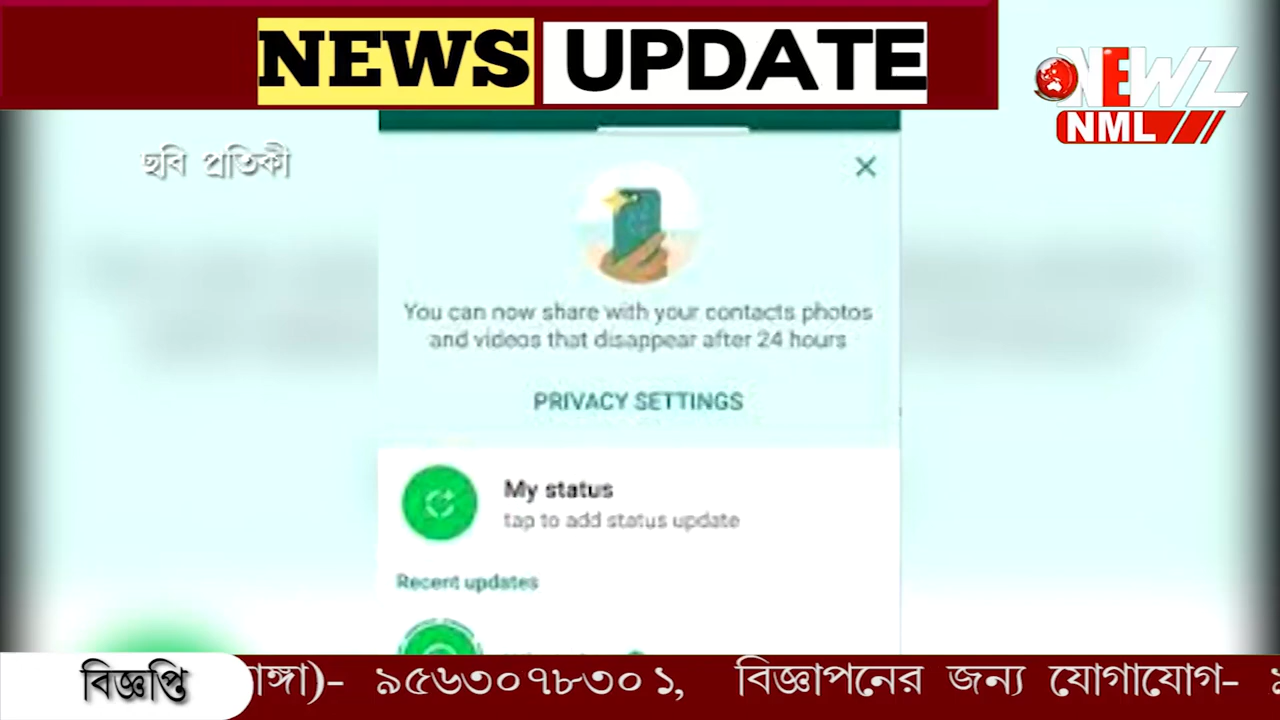 NEWS UPDATE
NEWZ
NML
ছবি প্রতিকী
You can now share with your contacts photos
and videos that disappear after 24 hours
PRIVACY SETTINGS
My status
tap to add status update
Recent updates
বিজ্ঞপ্তি
ঙ্গা)- ৯৫৬৩০৭৮৩০১, বিজ্ঞাপনের জন্য যোগাযোগ-